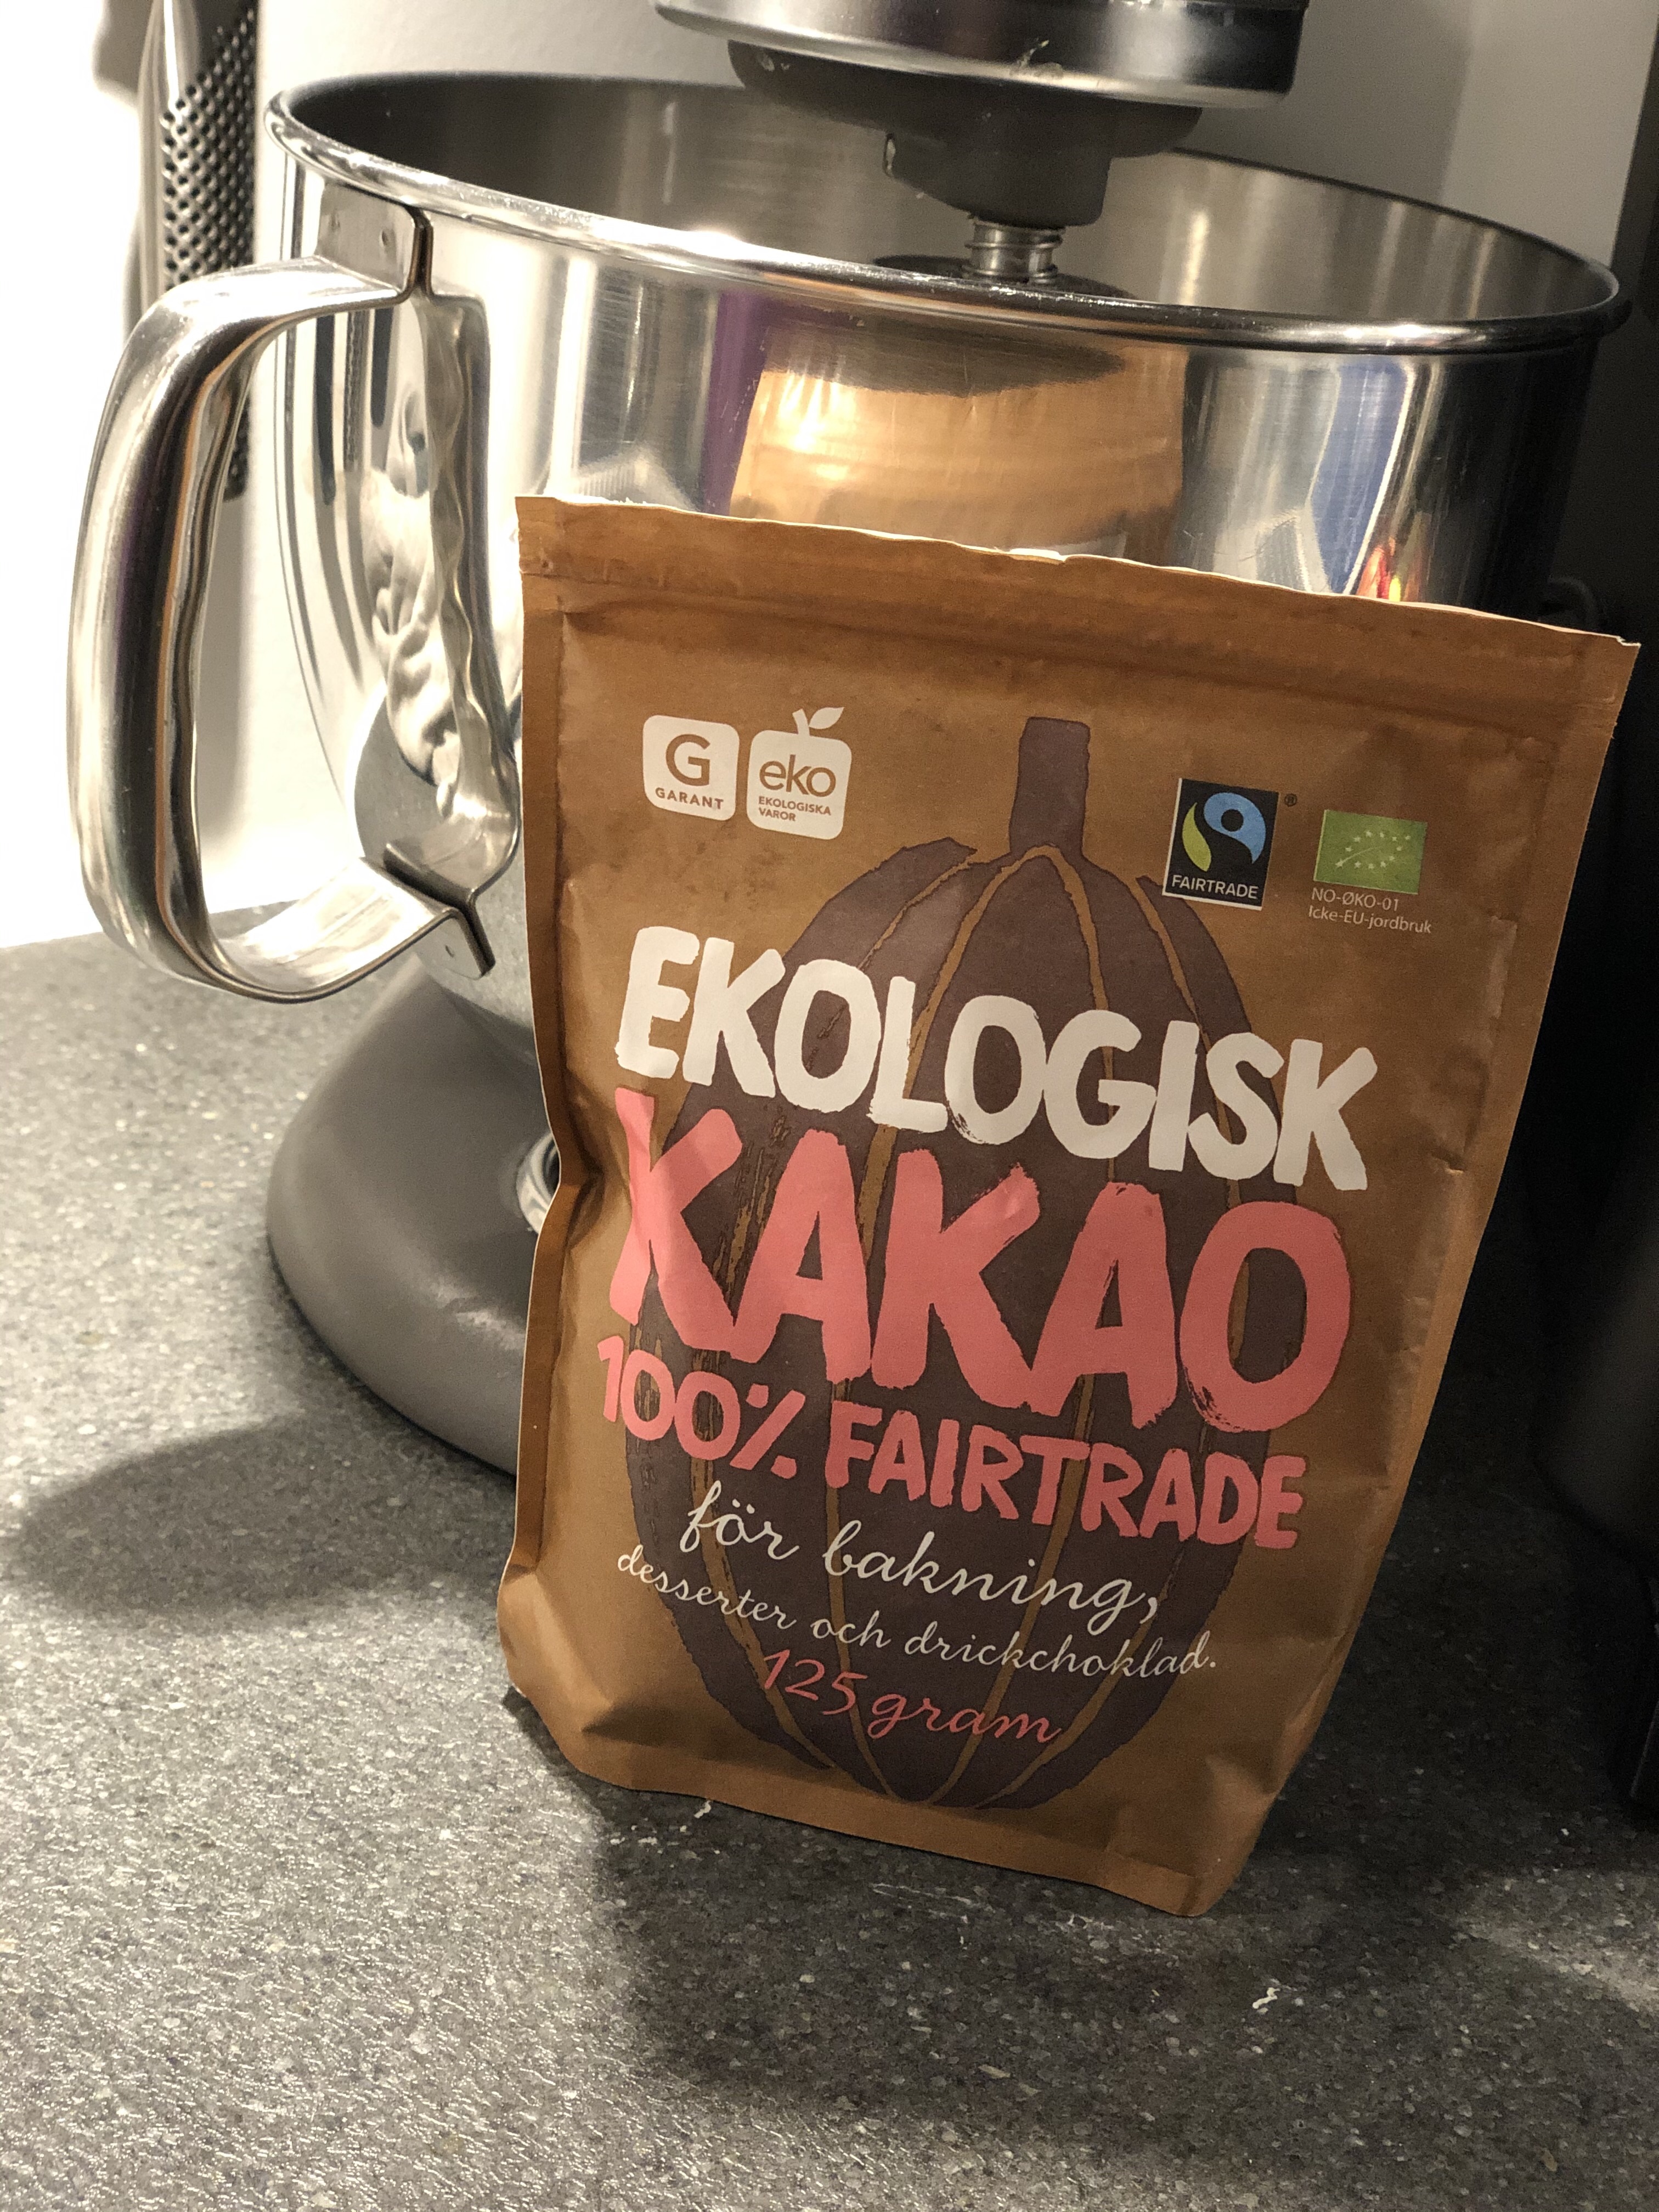 G
GARANT
eko
EKOLOGISKA
VAROR
FAIRTRADE
®
NO-ØKO-01
Icke-EU-jordbruk
EKOLOGISK
KAKAO
100% FAIRTRADE
för bakning,
desserter och drickchoklad.
125 gram